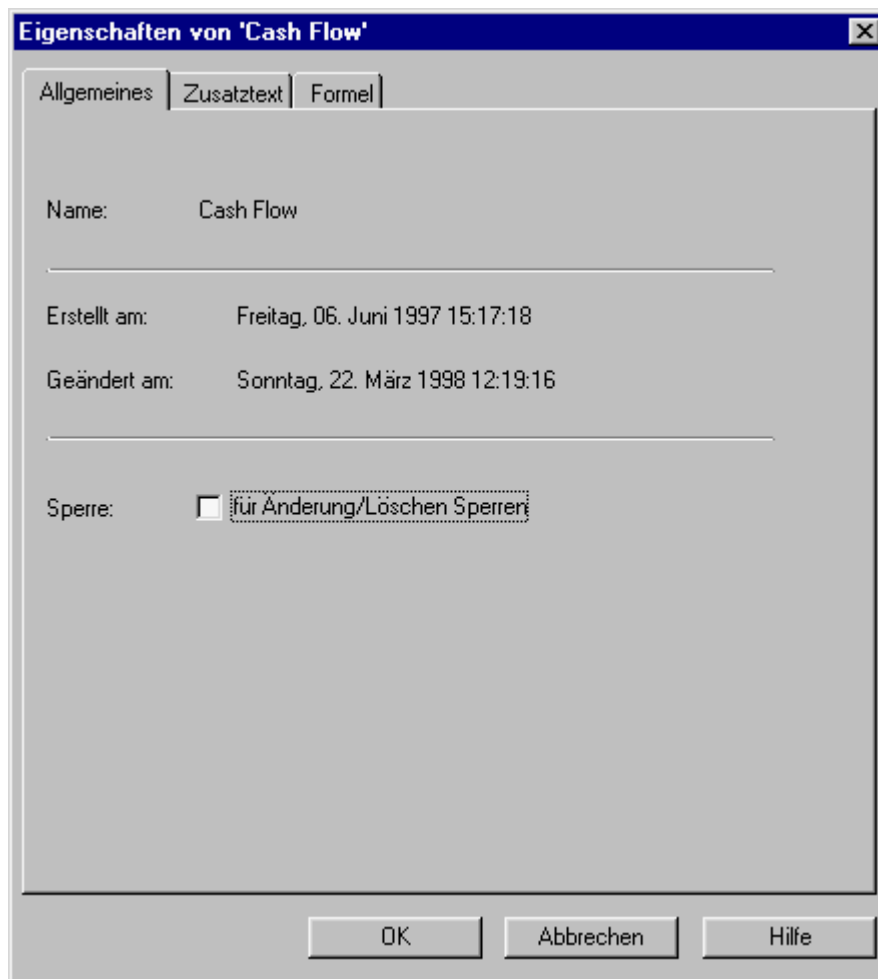 Eigenschaften von 'Cash Flow'
Allgemeines Zusatztext Formel
Name: Cash Flow
Erstellt am: Freitag, 06. Juni 1997 15:17:18
Geändert am: Sonntag, 22. März 1998 12:19:16
Sperre: für Änderung/Löschen Sperren
OK Abbrechen Hilfe